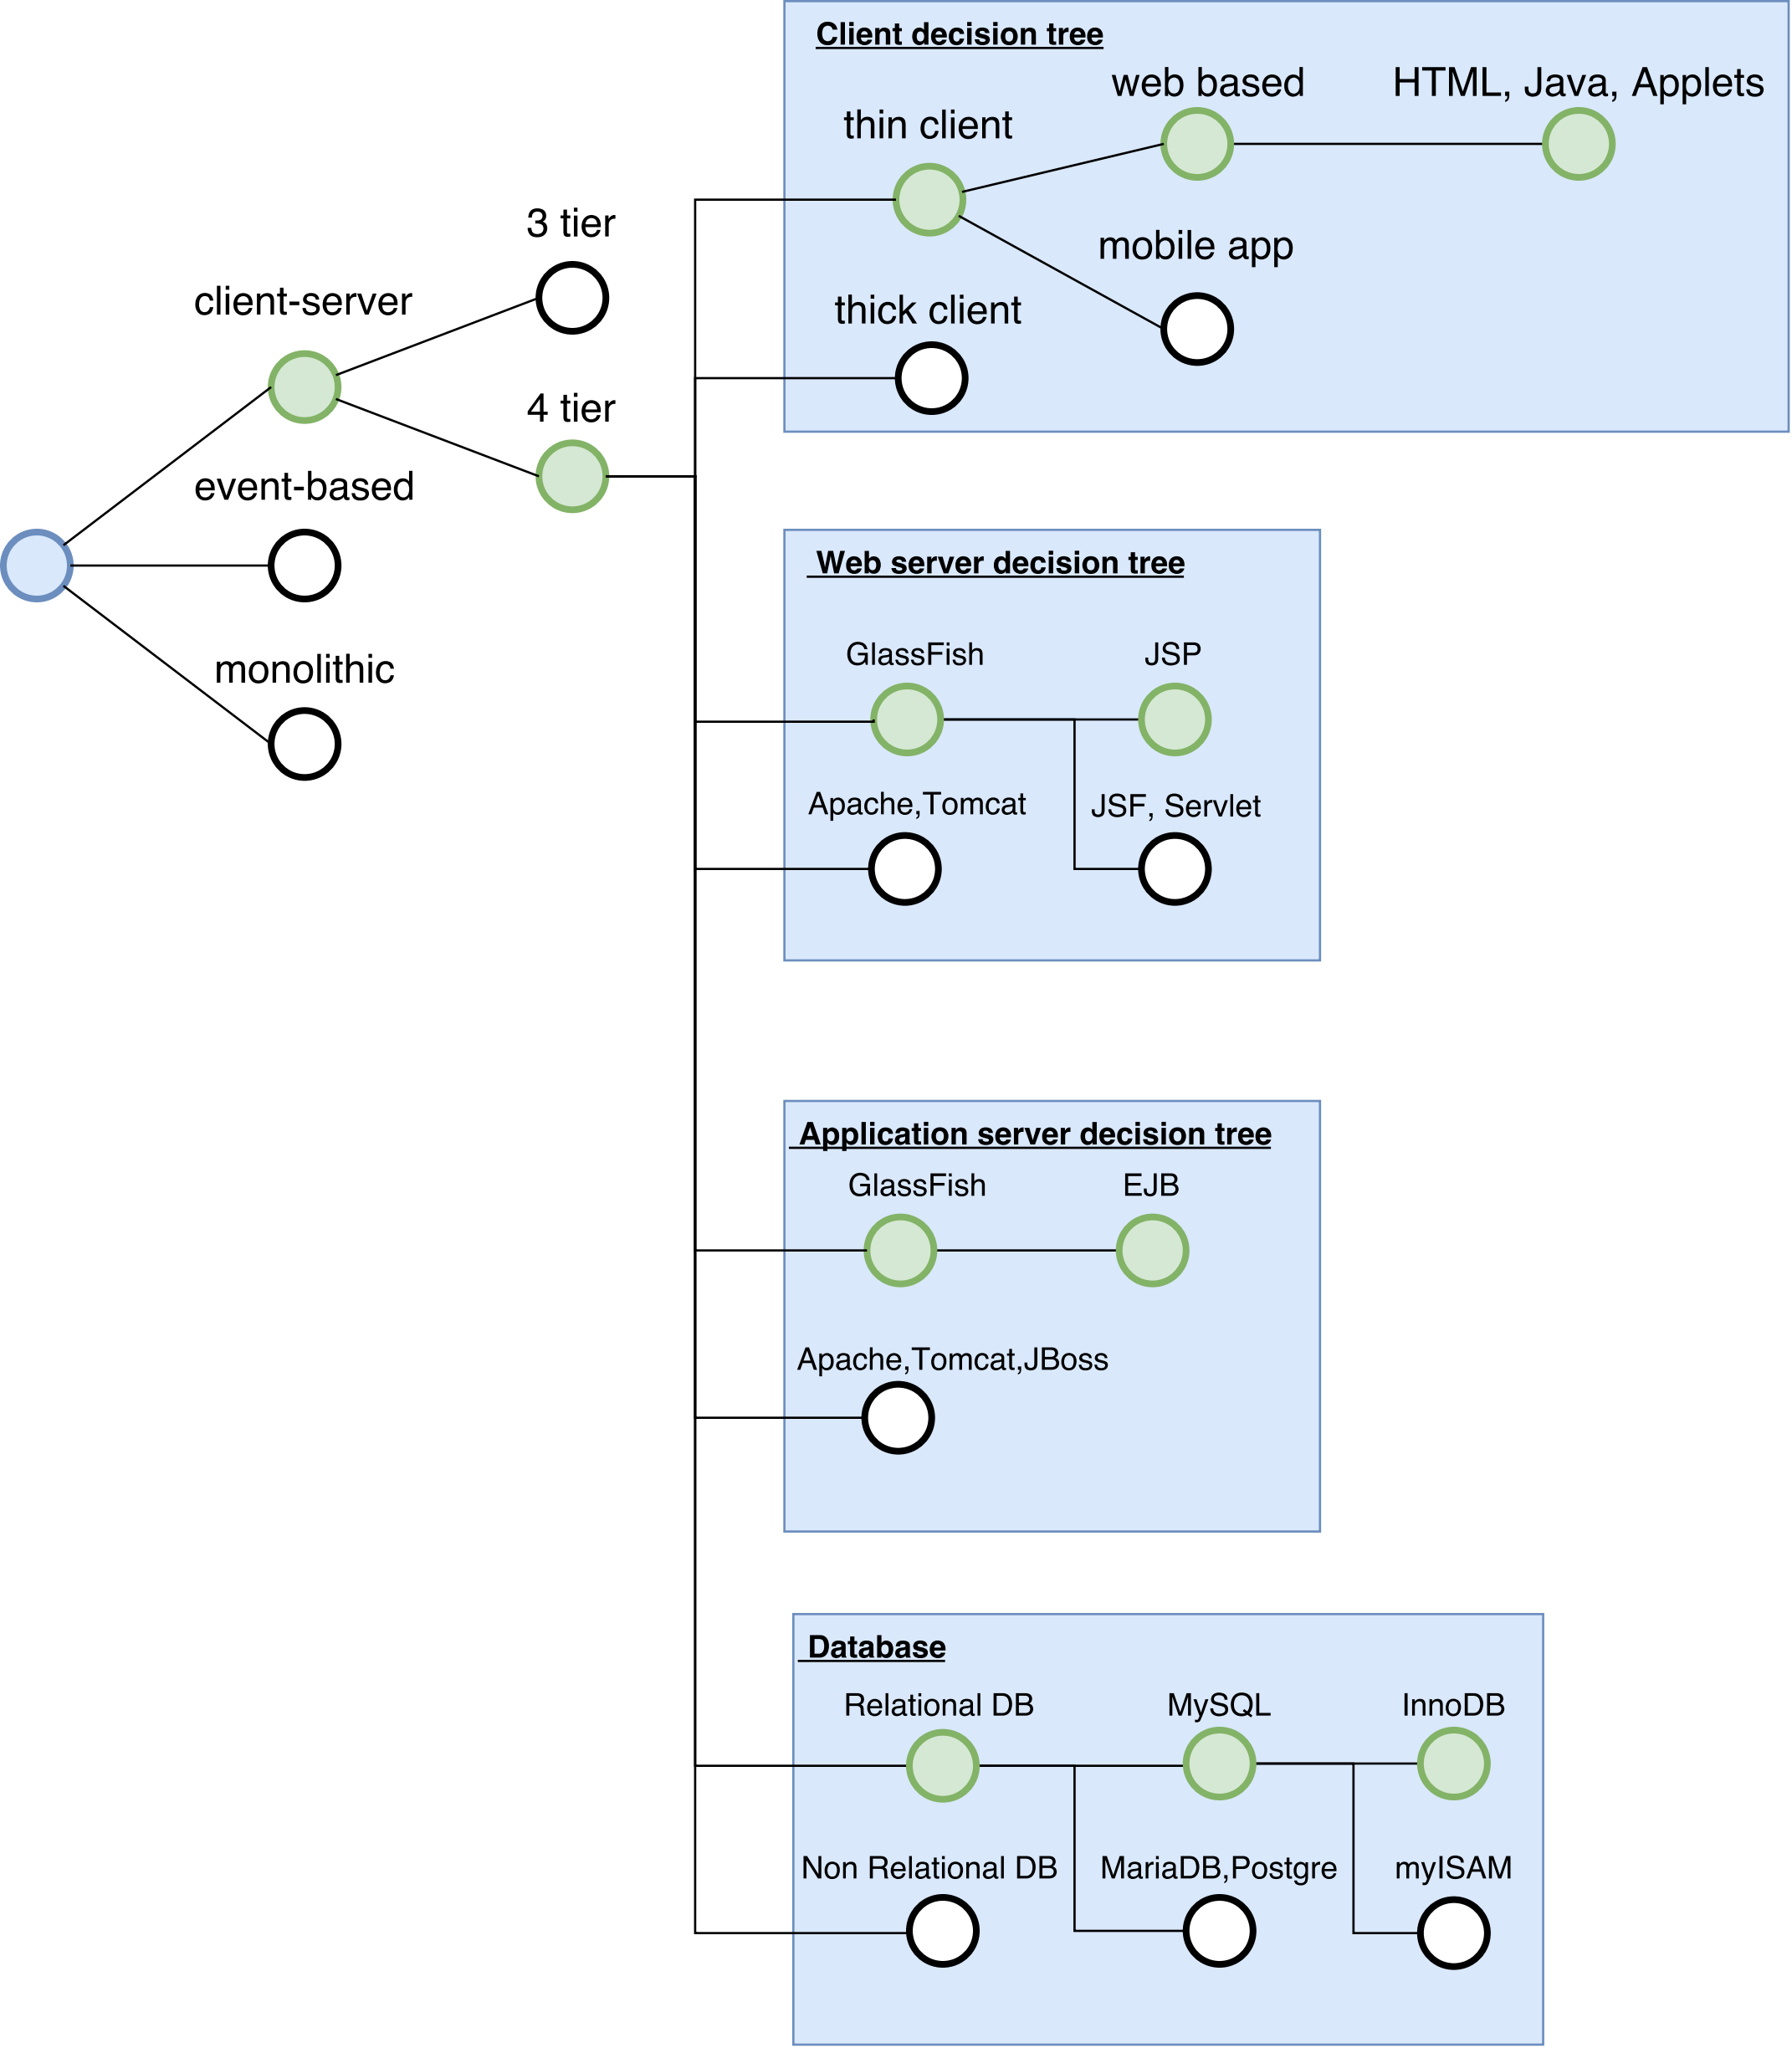 Client decision tree
web based
HTML, Java, Applets
thin client
mobile app
thick client
3 tier
client-server
4 tier
event-based
monolithic
Web server decision tree
GlassFish
JSP
Apache,Tomcat
JSF, Servlet
Application server decision tree
GlassFish
EJB
Apache,Tomcat,JBoss
Database
Relational DB
MySQL
InnoDB
Non Relational DB
MariaDB,Postgre
myISAM